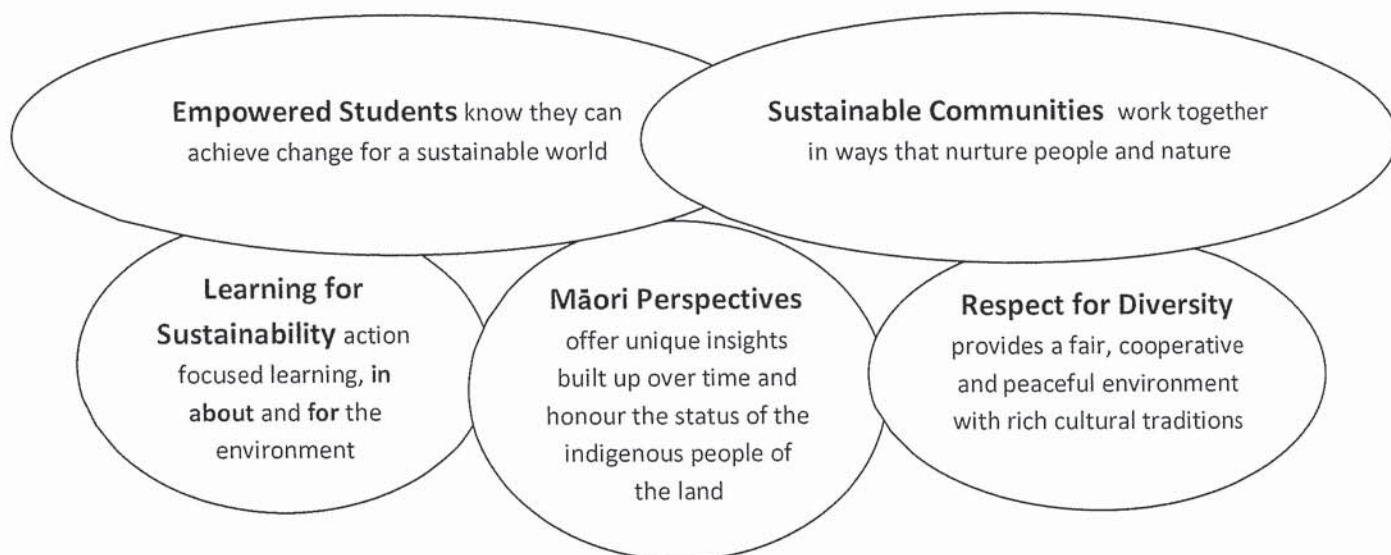 Empowered Students know they can
achieve change for a sustainable world
Sustainable Communities work together
in ways that nurture people and nature
Learning for
Sustainability action
focused learning, in
about and for the
environment
Māori Perspectives
offer unique insights
built up over time and
honour the status of the
indigenous people of
the land
Respect for Diversity
provides a fair, cooperative
and peaceful environment
with rich cultural traditions